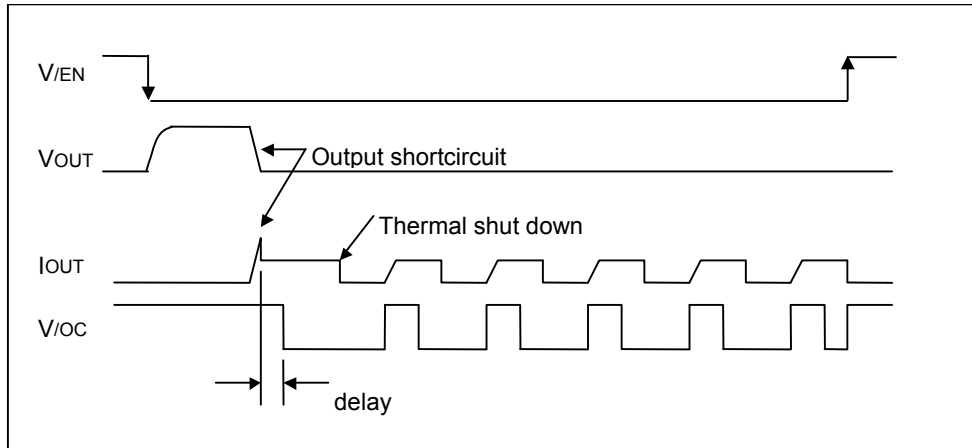 V/EN
VOUT
Output shortcircuit
Thermal shut down
IOUT
V/OC
delay